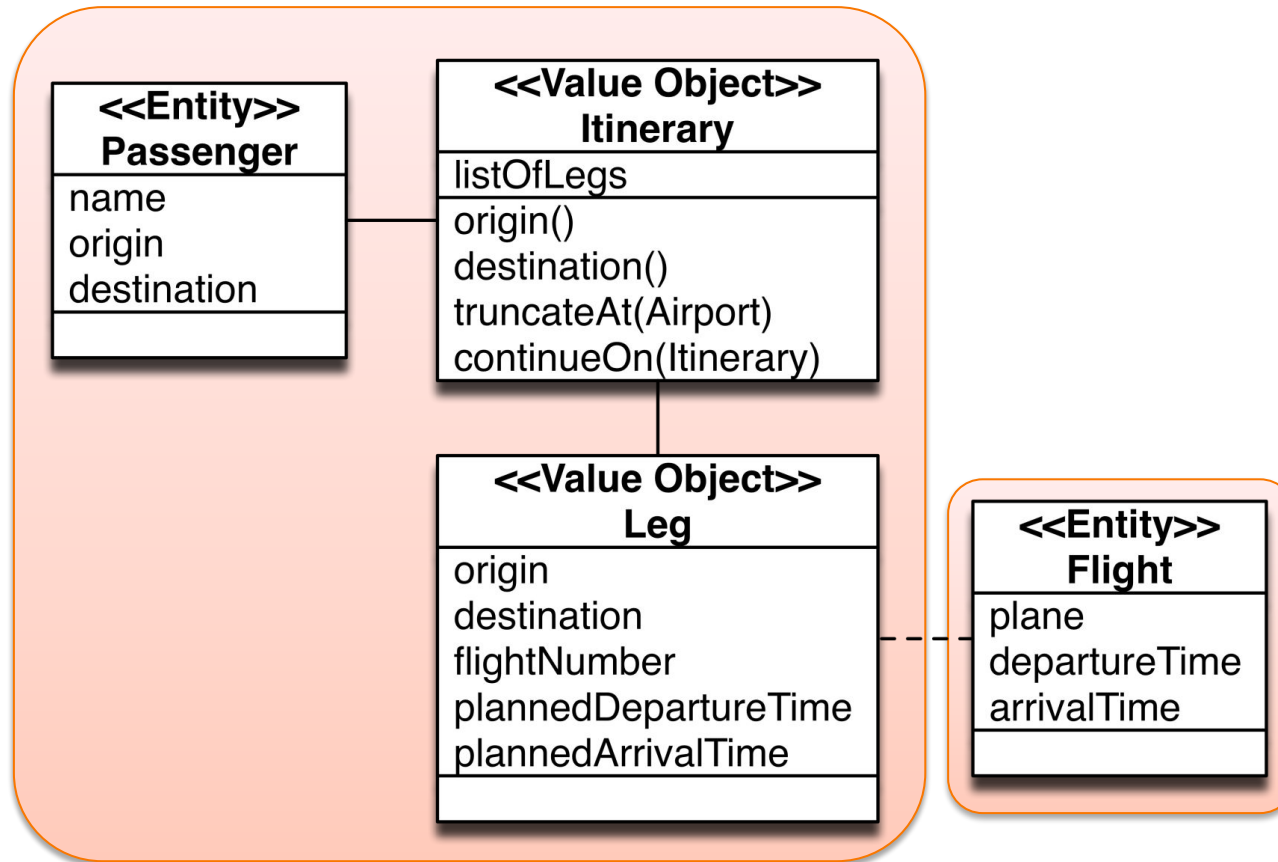 <<Entity>>
Passenger
name
origin
destination
<<Value Object>>
Itinerary
listOfLegs
origin()
destination()
truncateAt(Airport)
continueOn(Itinerary)
<<Value Object>>
Leg
origin
destination
flightNumber
plannedDepartureTime
plannedArrivalTime
<<Entity>>
Flight
plane
departureTime
arrivalTime